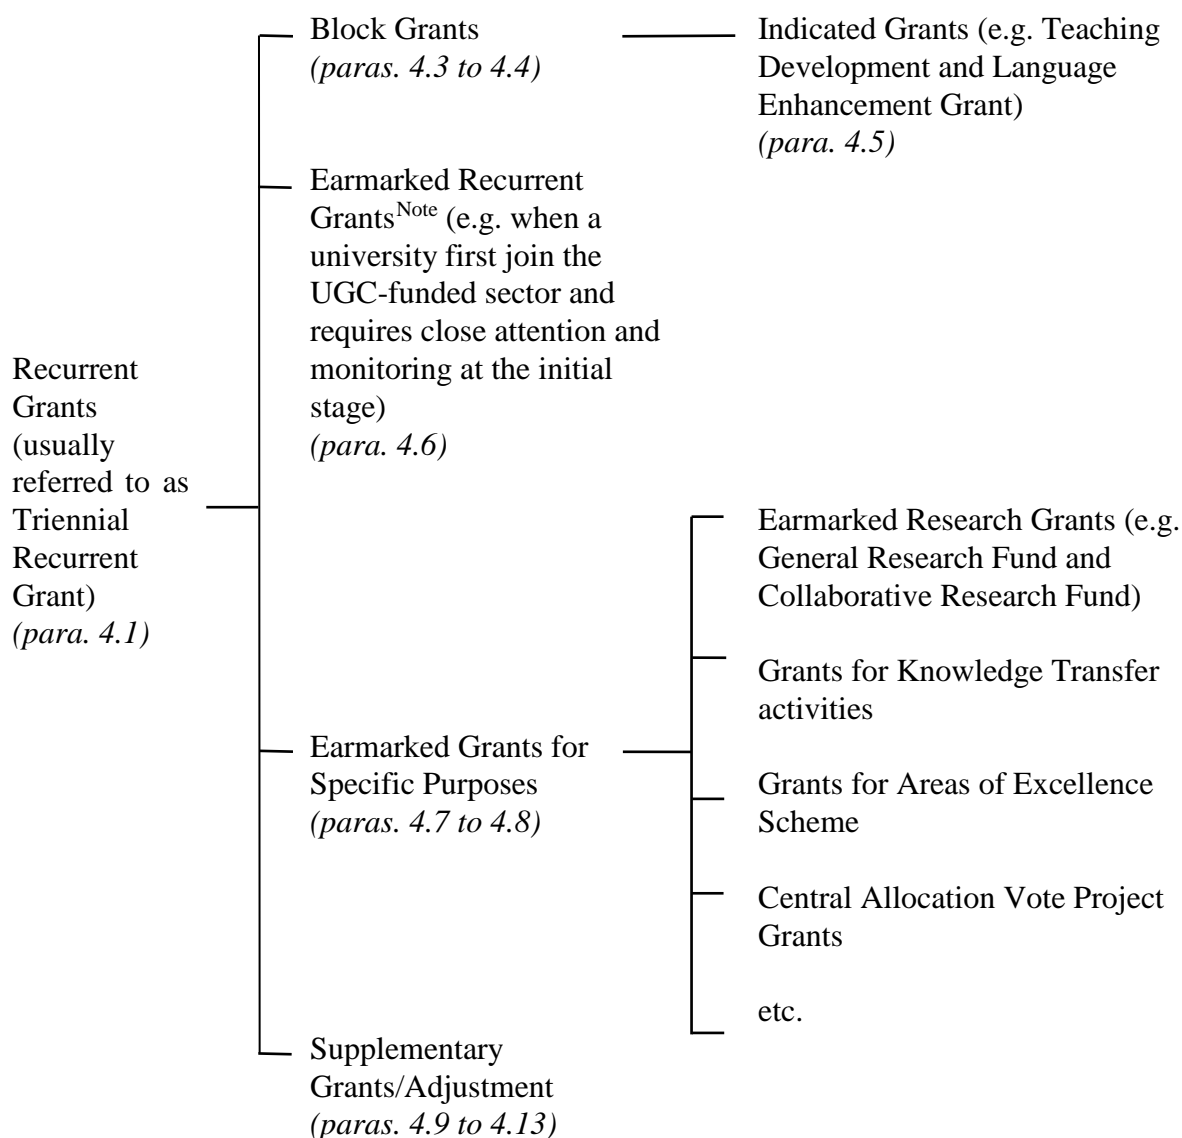 Block Grants
(paras. 4.3 to 4.4)
Indicated Grants (e.g. Teaching
Development and Language
Enhancement Grant)
(para. 4.5)
Earmarked Recurrent
Grants^Note (e.g. when a
university first join the
UGC-funded sector and
requires close attention and
monitoring at the initial
stage)
(para. 4.6)
Recurrent
Grants
(usually
referred to as
Triennial
Recurrent
Grant)
(para. 4.1)
Earmarked Research Grants (e.g.
General Research Fund and
Collaborative Research Fund)
Grants for Knowledge Transfer
activities
Earmarked Grants for
Specific Purposes
(paras. 4.7 to 4.8)
Grants for Areas of Excellence
Scheme
Central Allocation Vote Project
Grants
etc.
Supplementary
Grants/Adjustment
(paras. 4.9 to 4.13)